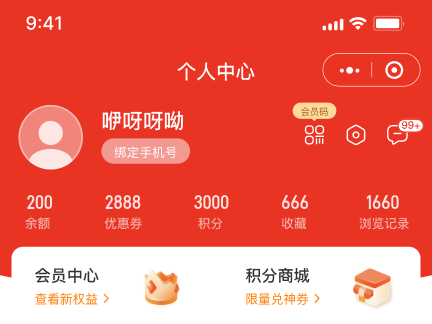 9:41
个人中心
会员码
咿呀呀呦
99+
绑定手机号
200 2888 3000 666 1660
余额 优惠券 积分 收藏 浏览记录
会员中心 积分商城
查看新权益 限量兑神券